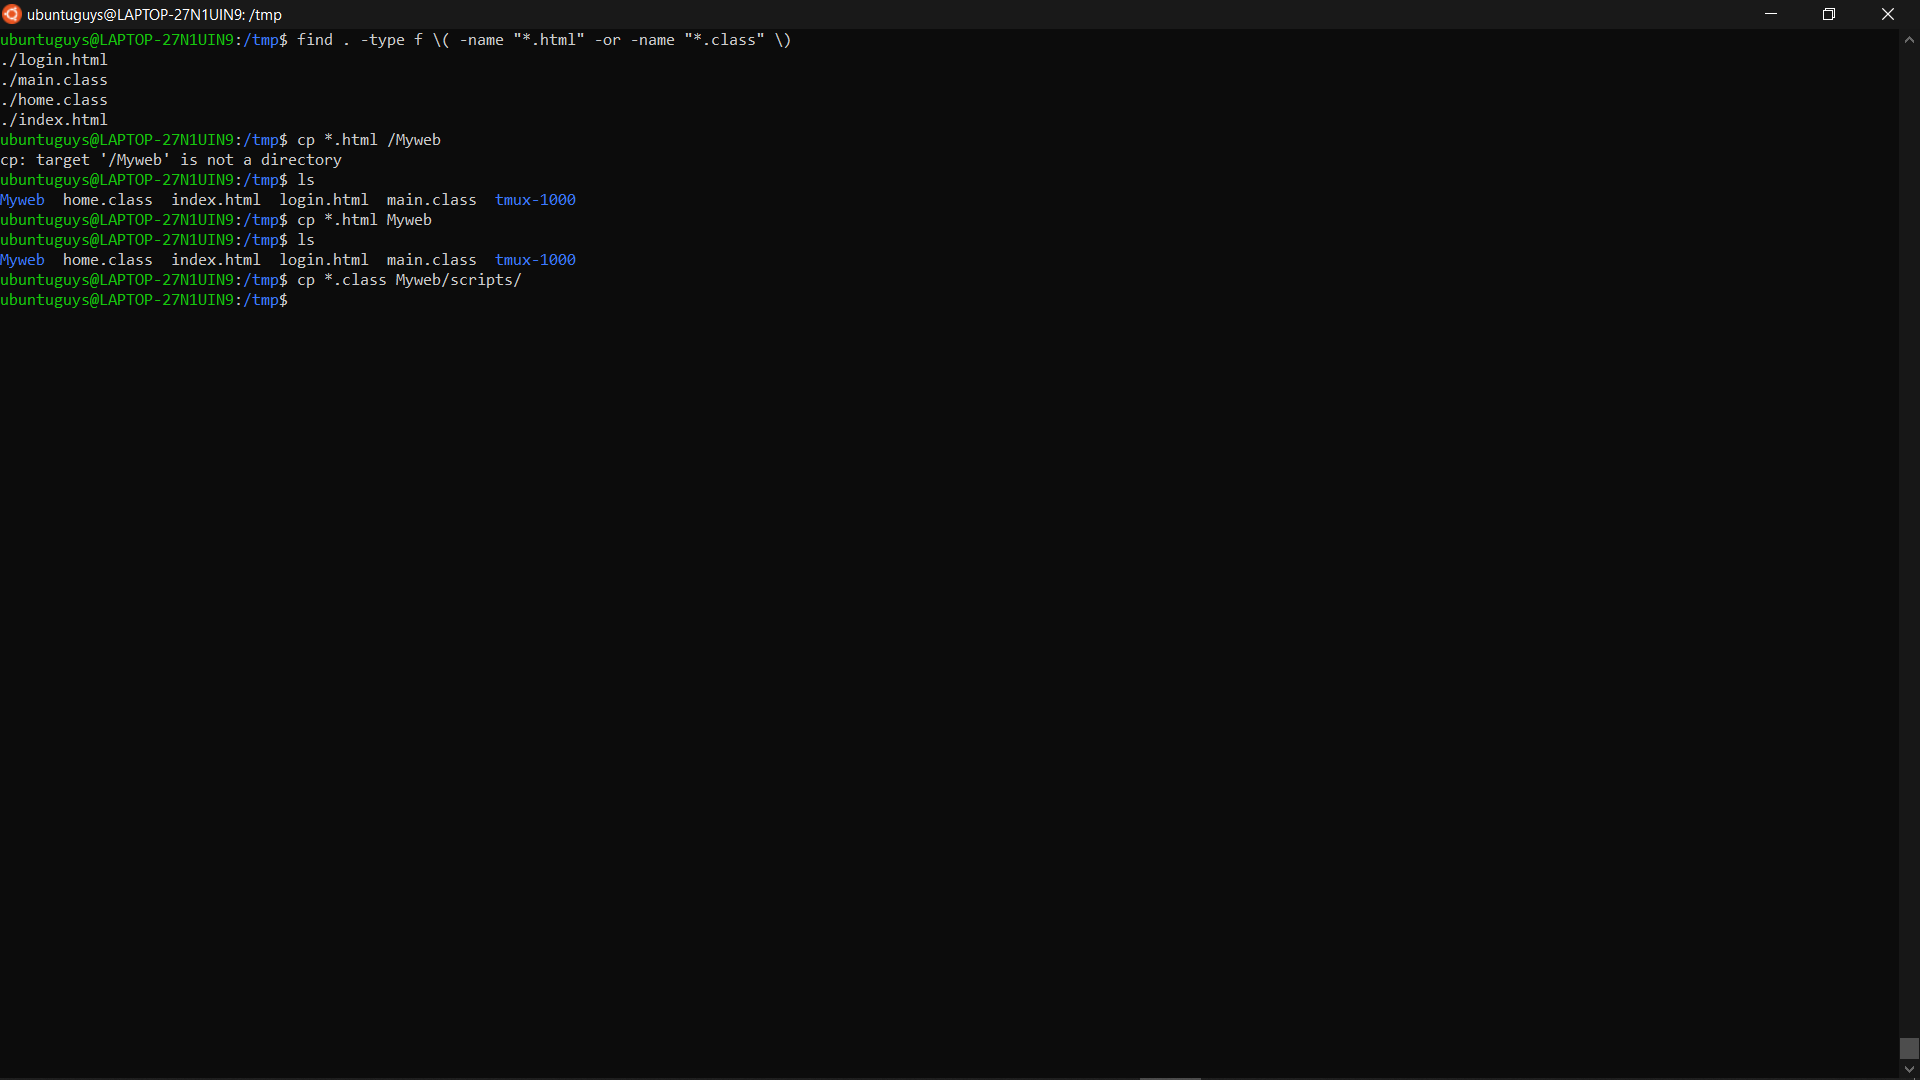 ubuntuguys@LAPTOP-27N1UIN9: /tmp
ubuntuguys@LAPTOP-27N1UIN9:/tmp$ find . -type f \( -name "*.html" -or -name "*.class" \)
./login.html
./main.class
./home.class
./index.html
ubuntuguys@LAPTOP-27N1UIN9:/tmp$ cp *.html /Myweb
cp: target '/Myweb' is not a directory
ubuntuguys@LAPTOP-27N1UIN9:/tmp$ ls
Myweb  home.class  index.html  login.html  main.class  tmux-1000
ubuntuguys@LAPTOP-27N1UIN9:/tmp$ cp *.html Myweb
ubuntuguys@LAPTOP-27N1UIN9:/tmp$ ls
Myweb  home.class  index.html  login.html  main.class  tmux-1000
ubuntuguys@LAPTOP-27N1UIN9:/tmp$ cp *.class Myweb/scripts/
ubuntuguys@LAPTOP-27N1UIN9:/tmp$